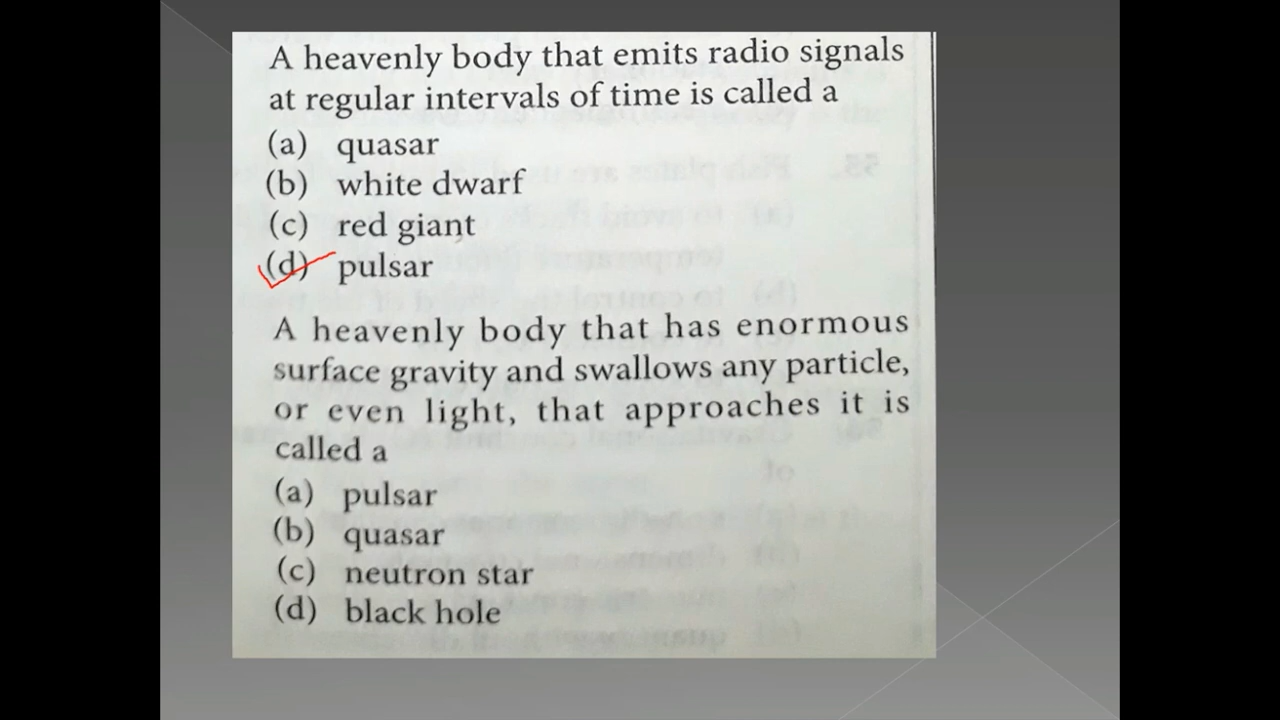 A heavenly body that emits radio signals
at regular intervals of time is called a
(a) quasar
(b) white dwarf
(c) red giant
(d) pulsar
A heavenly body that has enormous
surface gravity and swallows any particle,
or even light, that approaches it is
called a
(a) pulsar
(b) quasar
(c) neutron star
(d) black hole